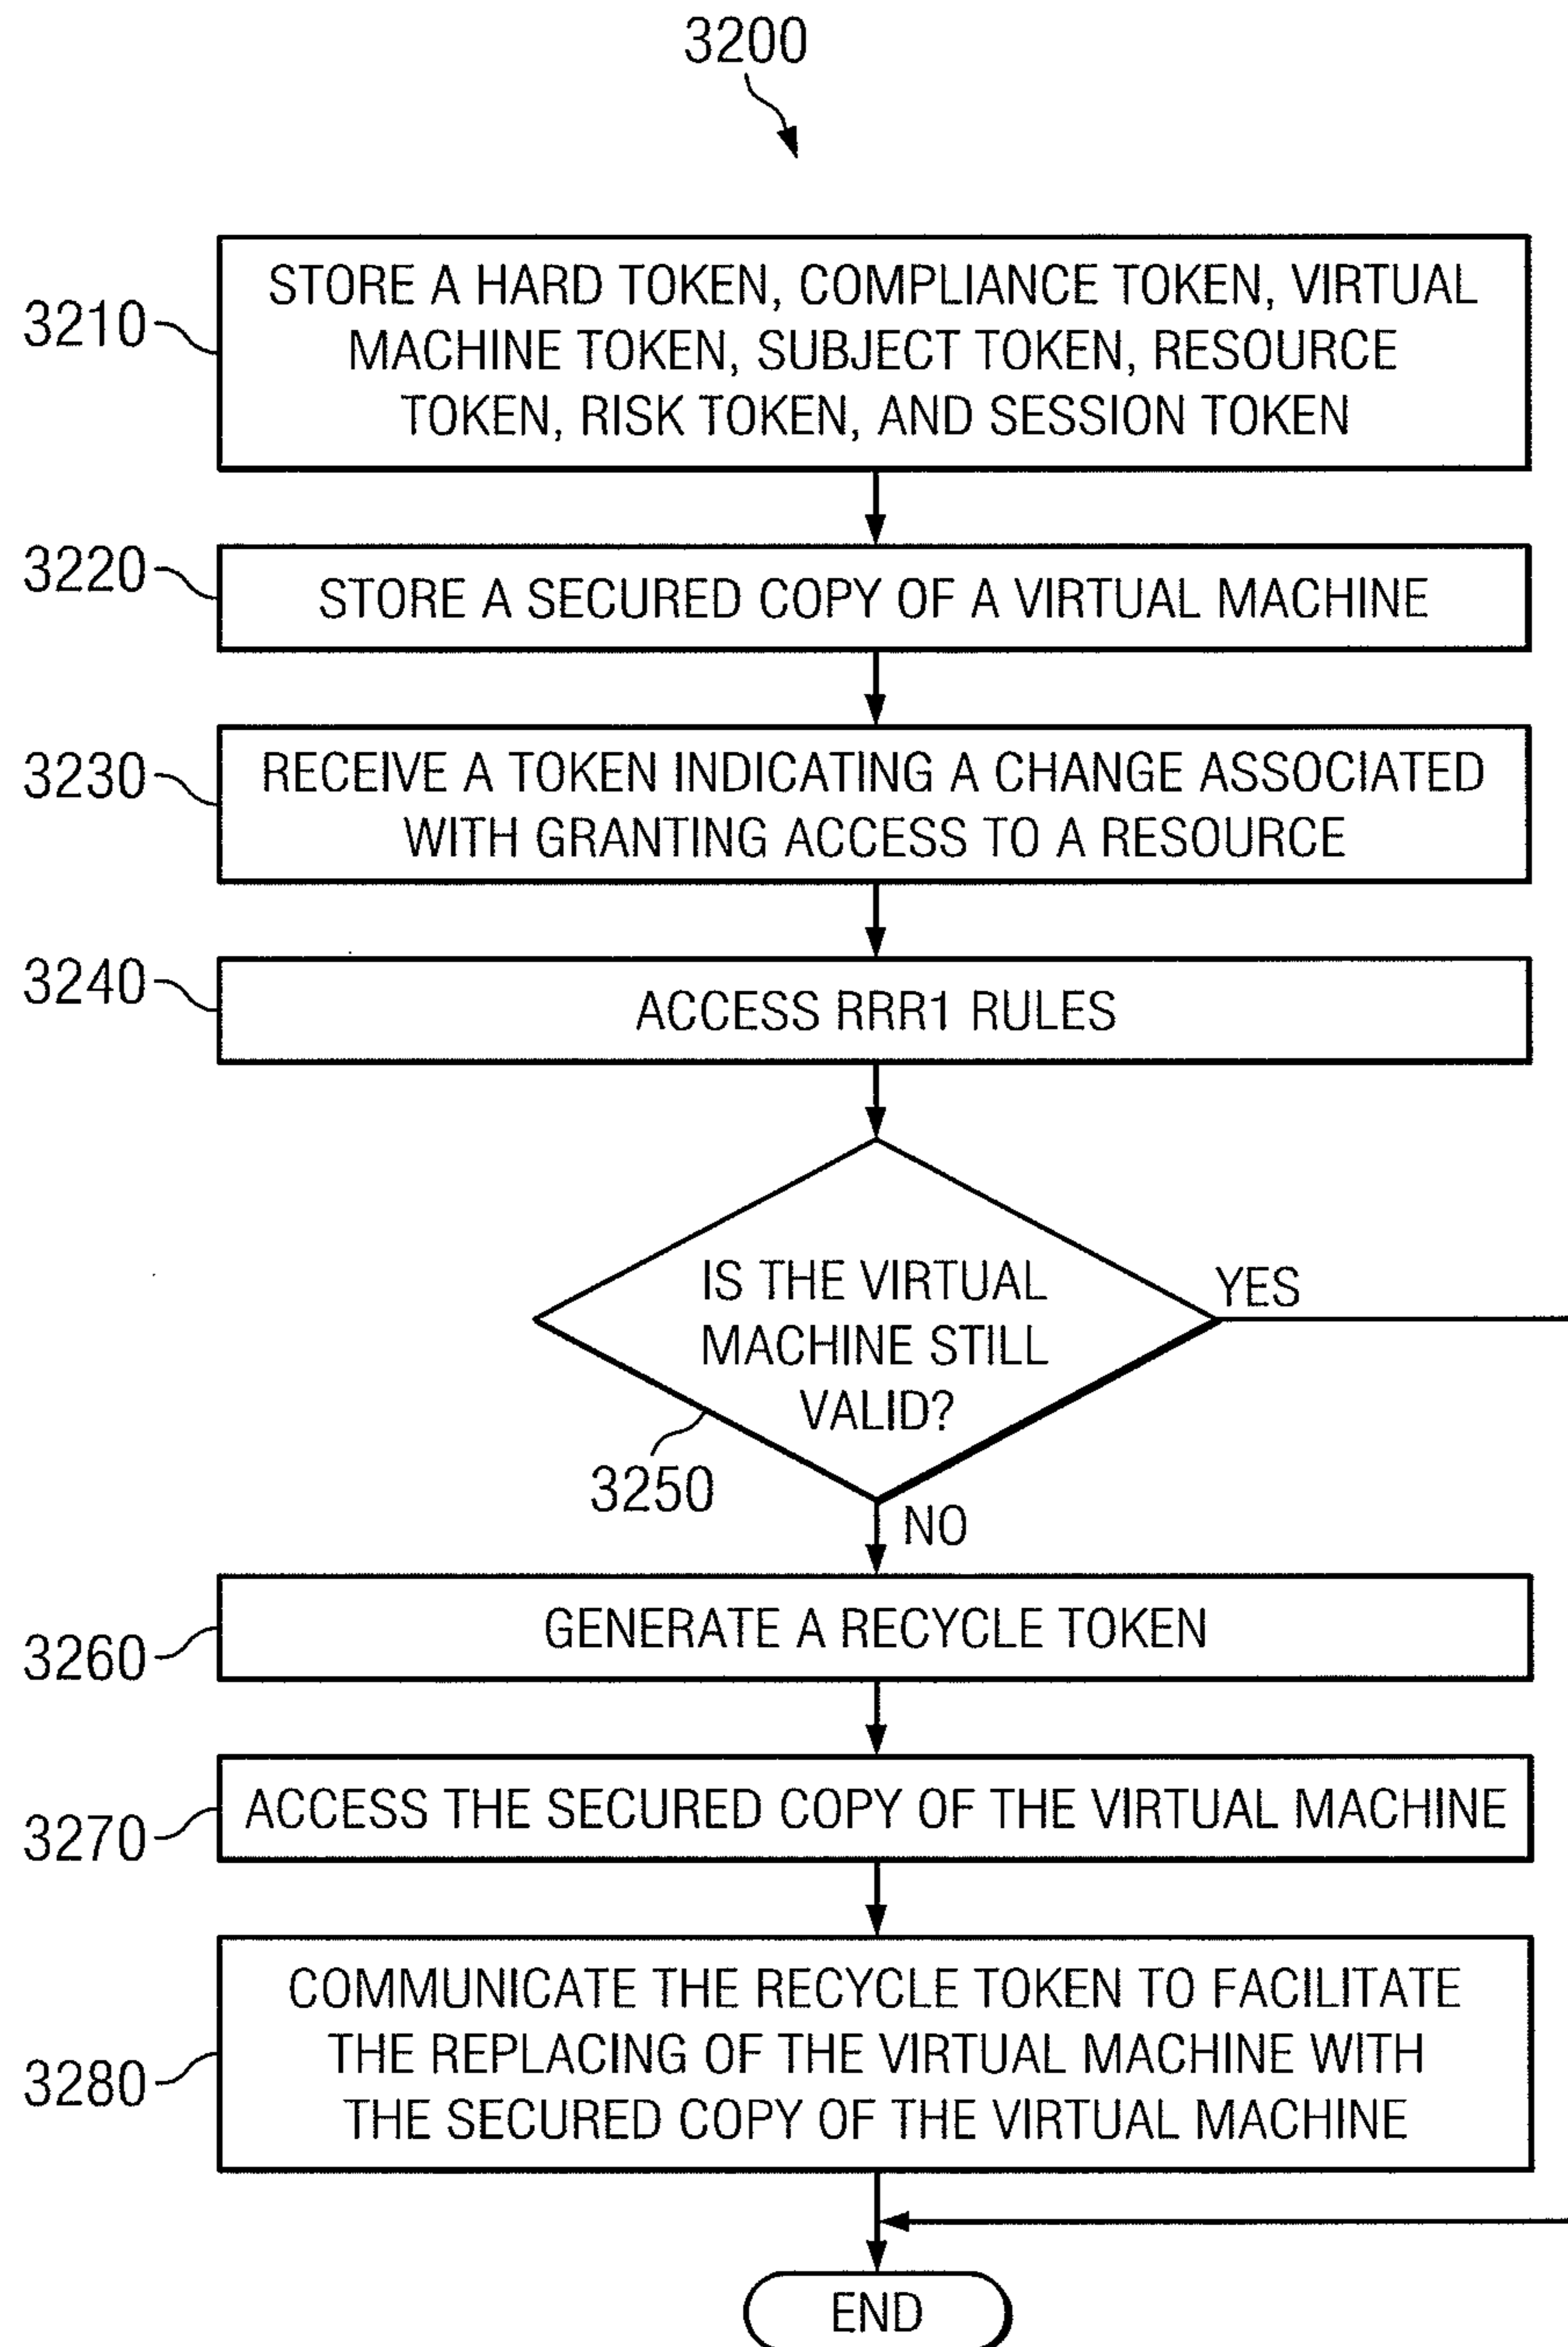 3200
3210
STORE A HARD TOKEN, COMPLIANCE TOKEN, VIRTUAL
MACHINE TOKEN, SUBJECT TOKEN, RESOURCE
TOKEN, RISK TOKEN, AND SESSION TOKEN
3220
STORE A SECURED COPY OF A VIRTUAL MACHINE
3230
RECEIVE A TOKEN INDICATING A CHANGE ASSOCIATED
WITH GRANTING ACCESS TO A RESOURCE
3240
ACCESS RRR1 RULES
IS THE VIRTUAL
MACHINE STILL
VALID?
YES
3250
NO
3260
GENERATE A RECYCLE TOKEN
3270
ACCESS THE SECURED COPY OF THE VIRTUAL MACHINE
3280
COMMUNICATE THE RECYCLE TOKEN TO FACILITATE
THE REPLACING OF THE VIRTUAL MACHINE WITH
THE SECURED COPY OF THE VIRTUAL MACHINE
END